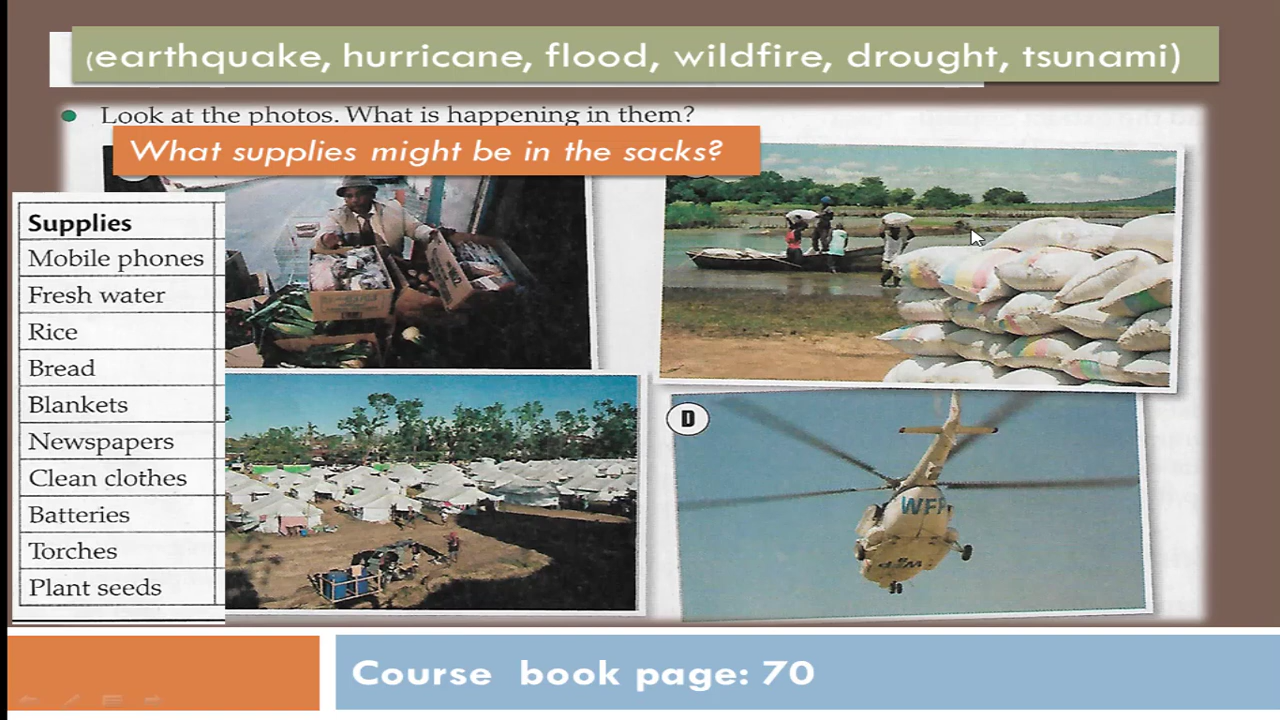 (earthquake, hurricane, flood, wildfire, drought, tsunami)
Look at the photos. What is happening in them?
What supplies might be in the sacks?
Supplies
Mobile phones
Fresh water
Rice
Bread
Blankets
Newspapers
Clean clothes
Batteries
Torches
Plant seeds
D
WFP
Course book page: 70